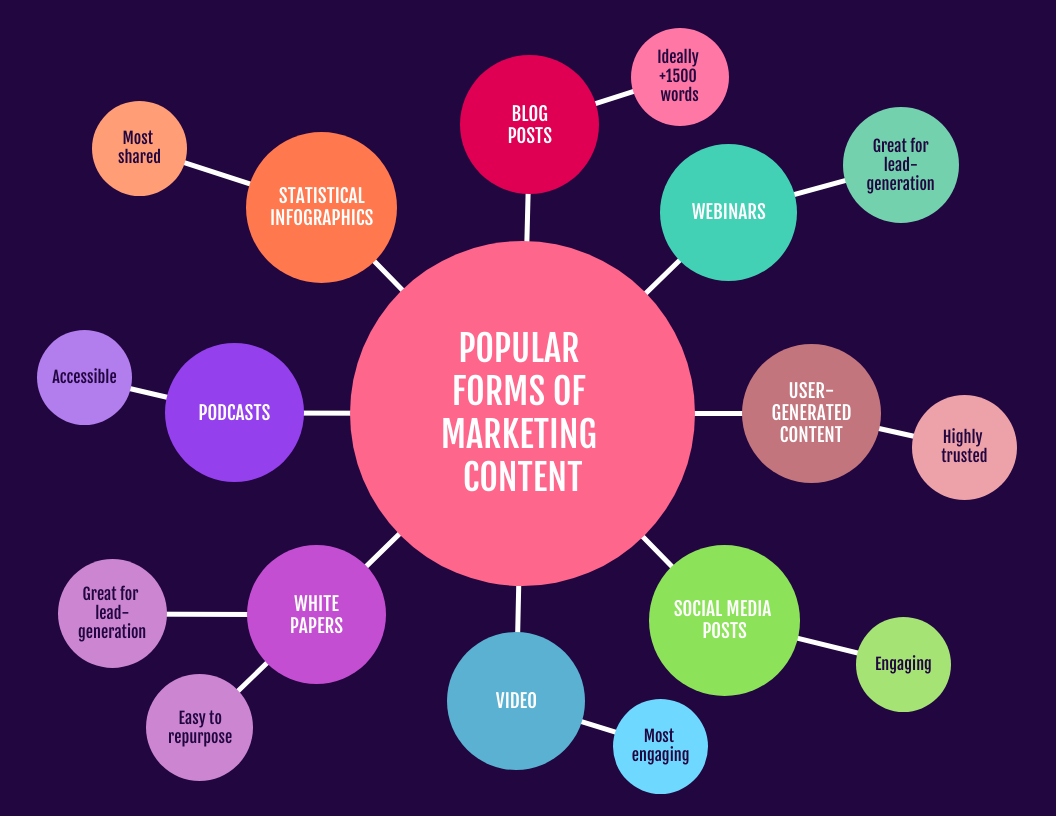 POPULAR
FORMS OF
MARKETING
CONTENT
BLOG
POSTS
Ideally
+1500
words
WEBINARS
Great for
lead-
generation
USER-
GENERATED
CONTENT
Highly
trusted
SOCIAL MEDIA
POSTS
Engaging
VIDEO
Most
engaging
WHITE
PAPERS
Easy to
repurpose
Great for
lead-
generation
PODCASTS
Accessible
STATISTICAL
INFOGRAPHICS
Most
shared